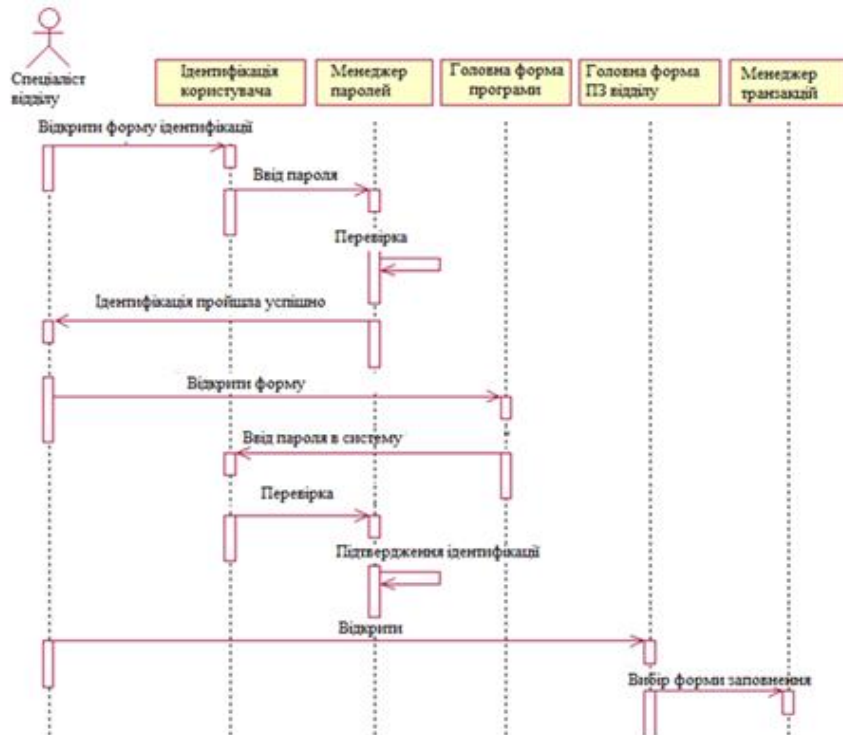 Спеціаліст
відділу
Ідентифікація
користувача
Менеджер
паролей
Головна форма
програми
Головна форма
ПЗ відділу
Менеджер
транзакцій
Відкрити форму ідентифікації
Ввід пароля
Перевірка
Ідентифікація пройшла успішно
Відкрити форму
Ввід пароля в систему
Перевірка
Підтвердження ідентифікації
Відкрити
Вибір форми заповнення